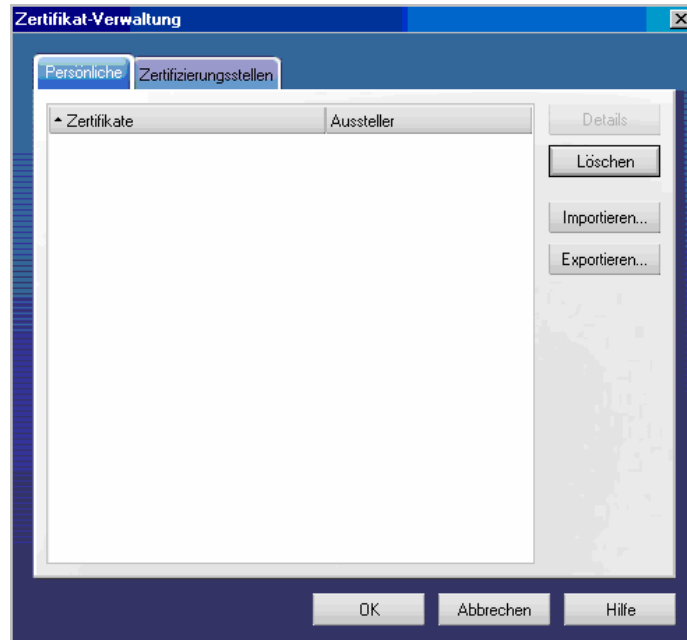 Zertifikat-Verwaltung
Persönliche Zertifizierungsstellen
Zertifikate Aussteller
Details
Löschen
Importieren...
Exportieren...
OK Abbrechen Hilfe